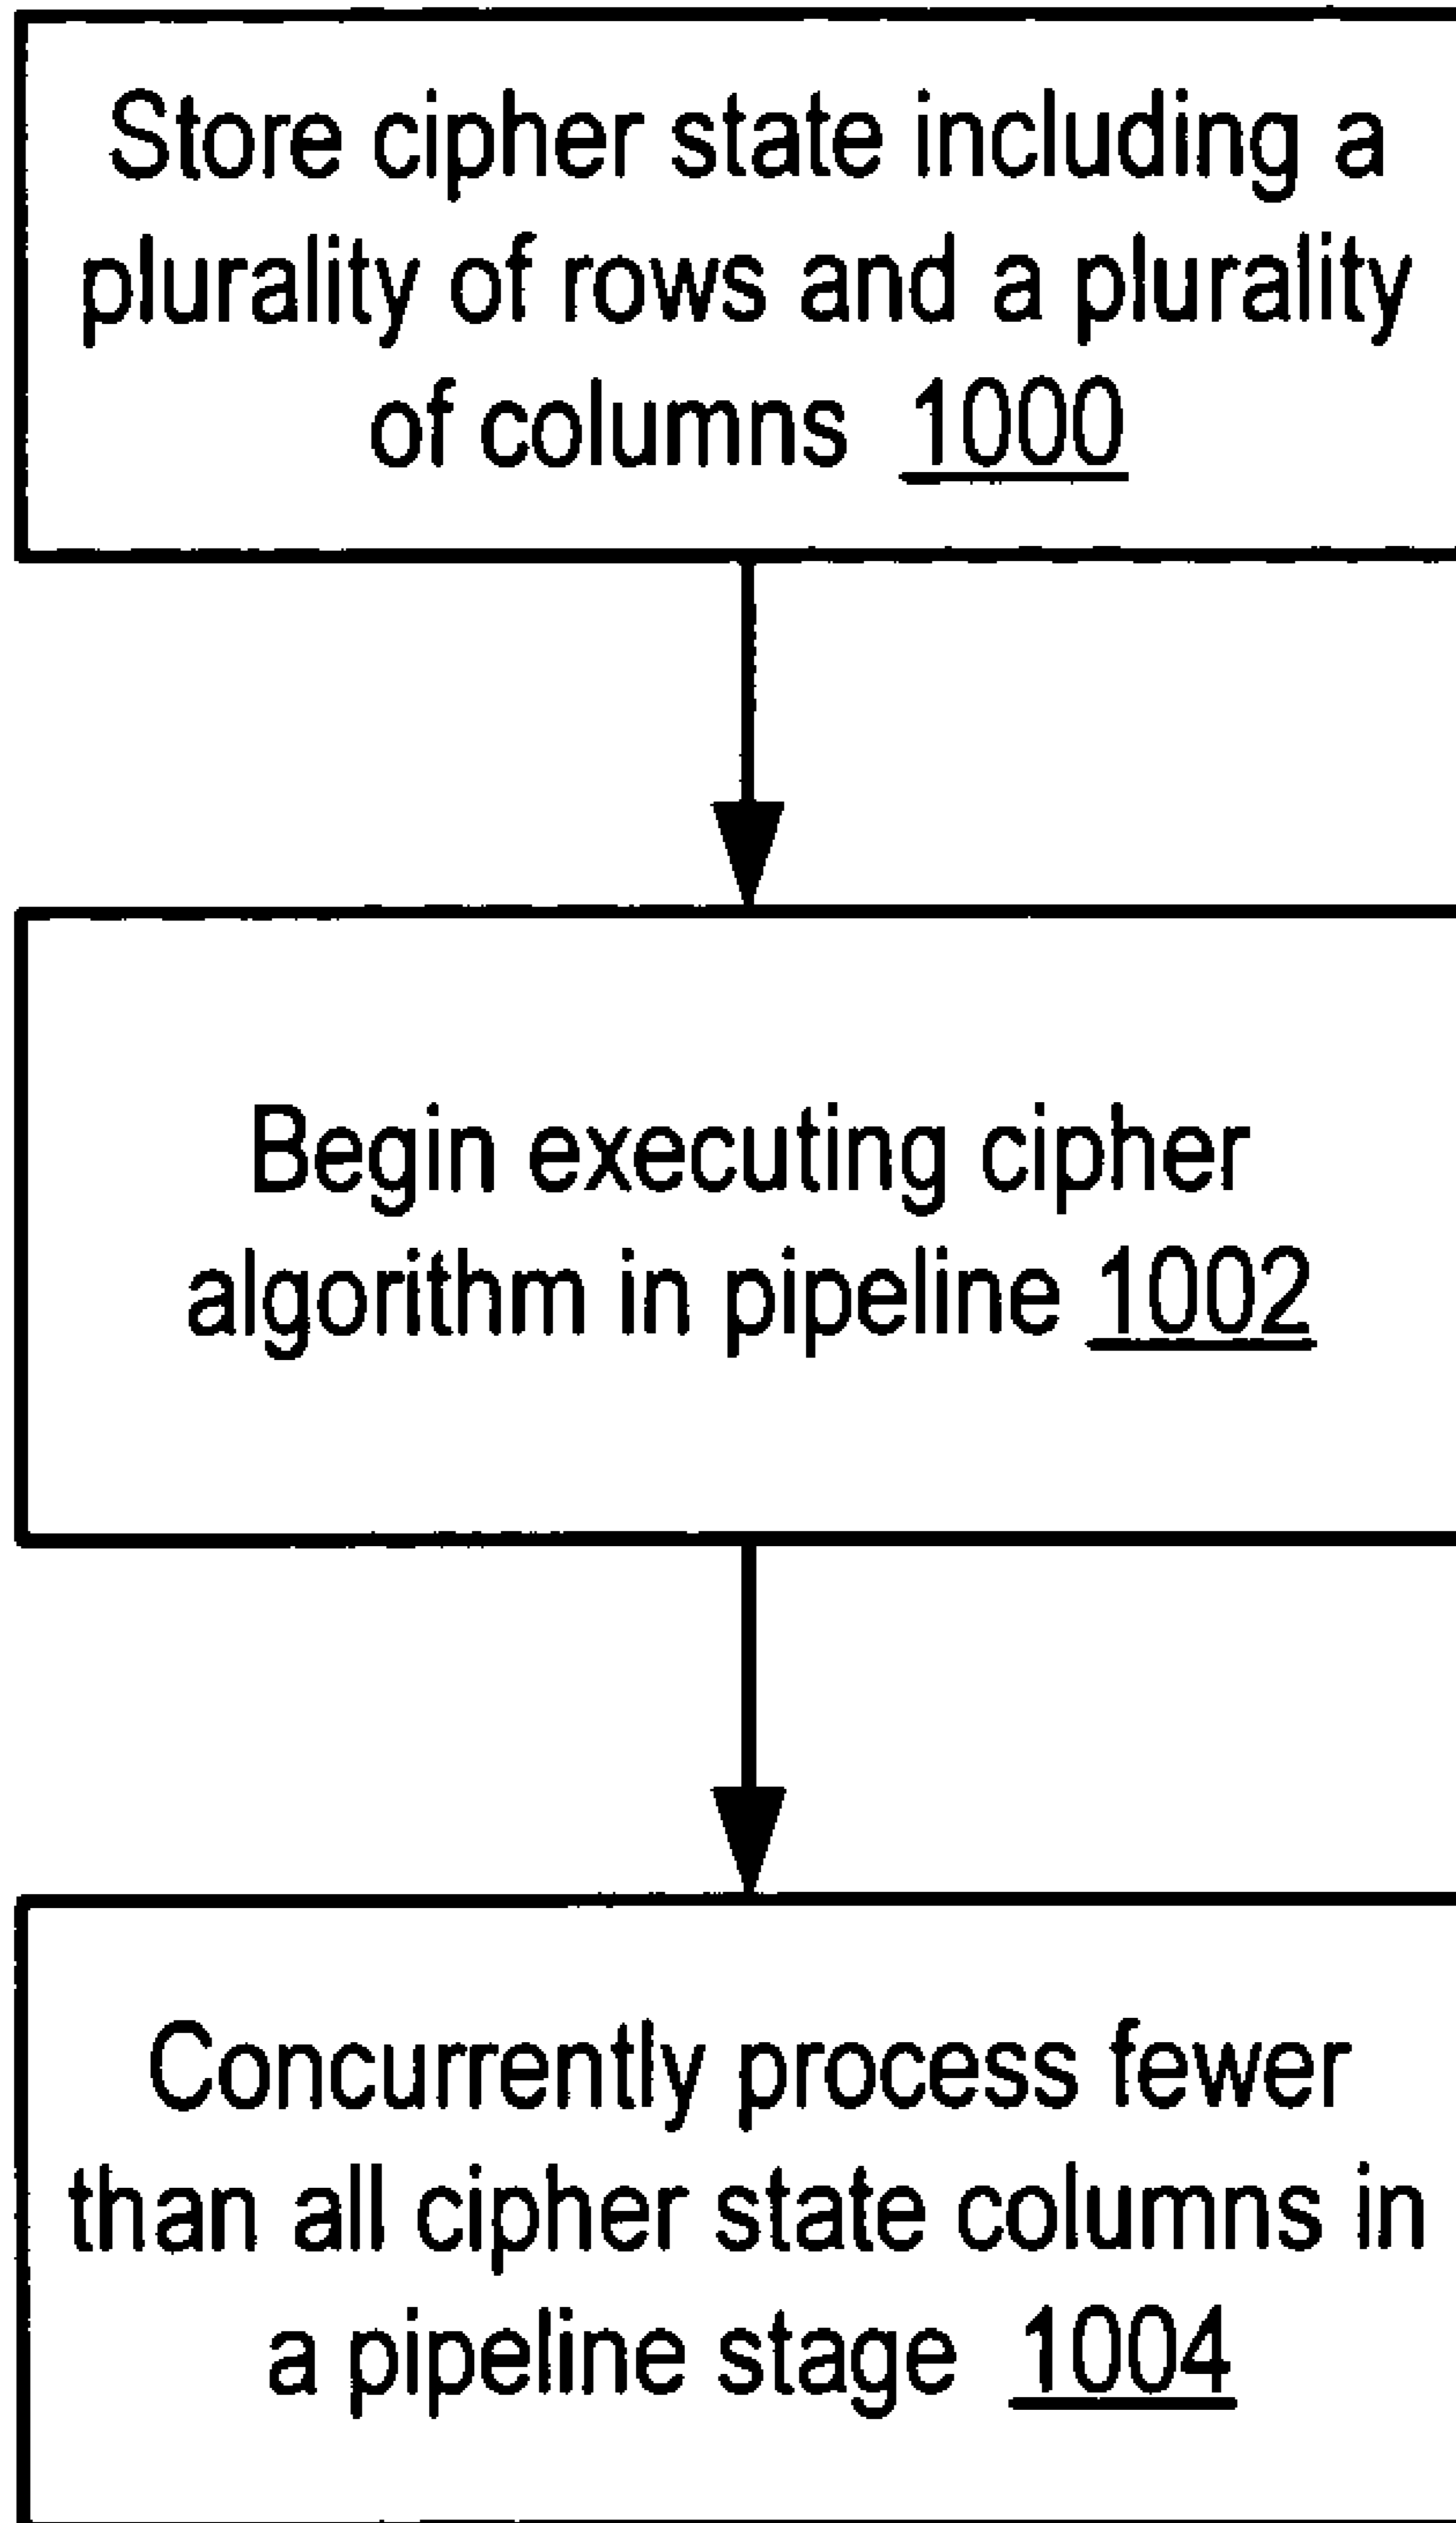 Store cipher state including a
plurality of rows and a plurality
of columns 1000
Begin executing cipher
algorithm in pipeline 1002
Concurrently process fewer
than all cipher state columns in
a pipeline stage 1004